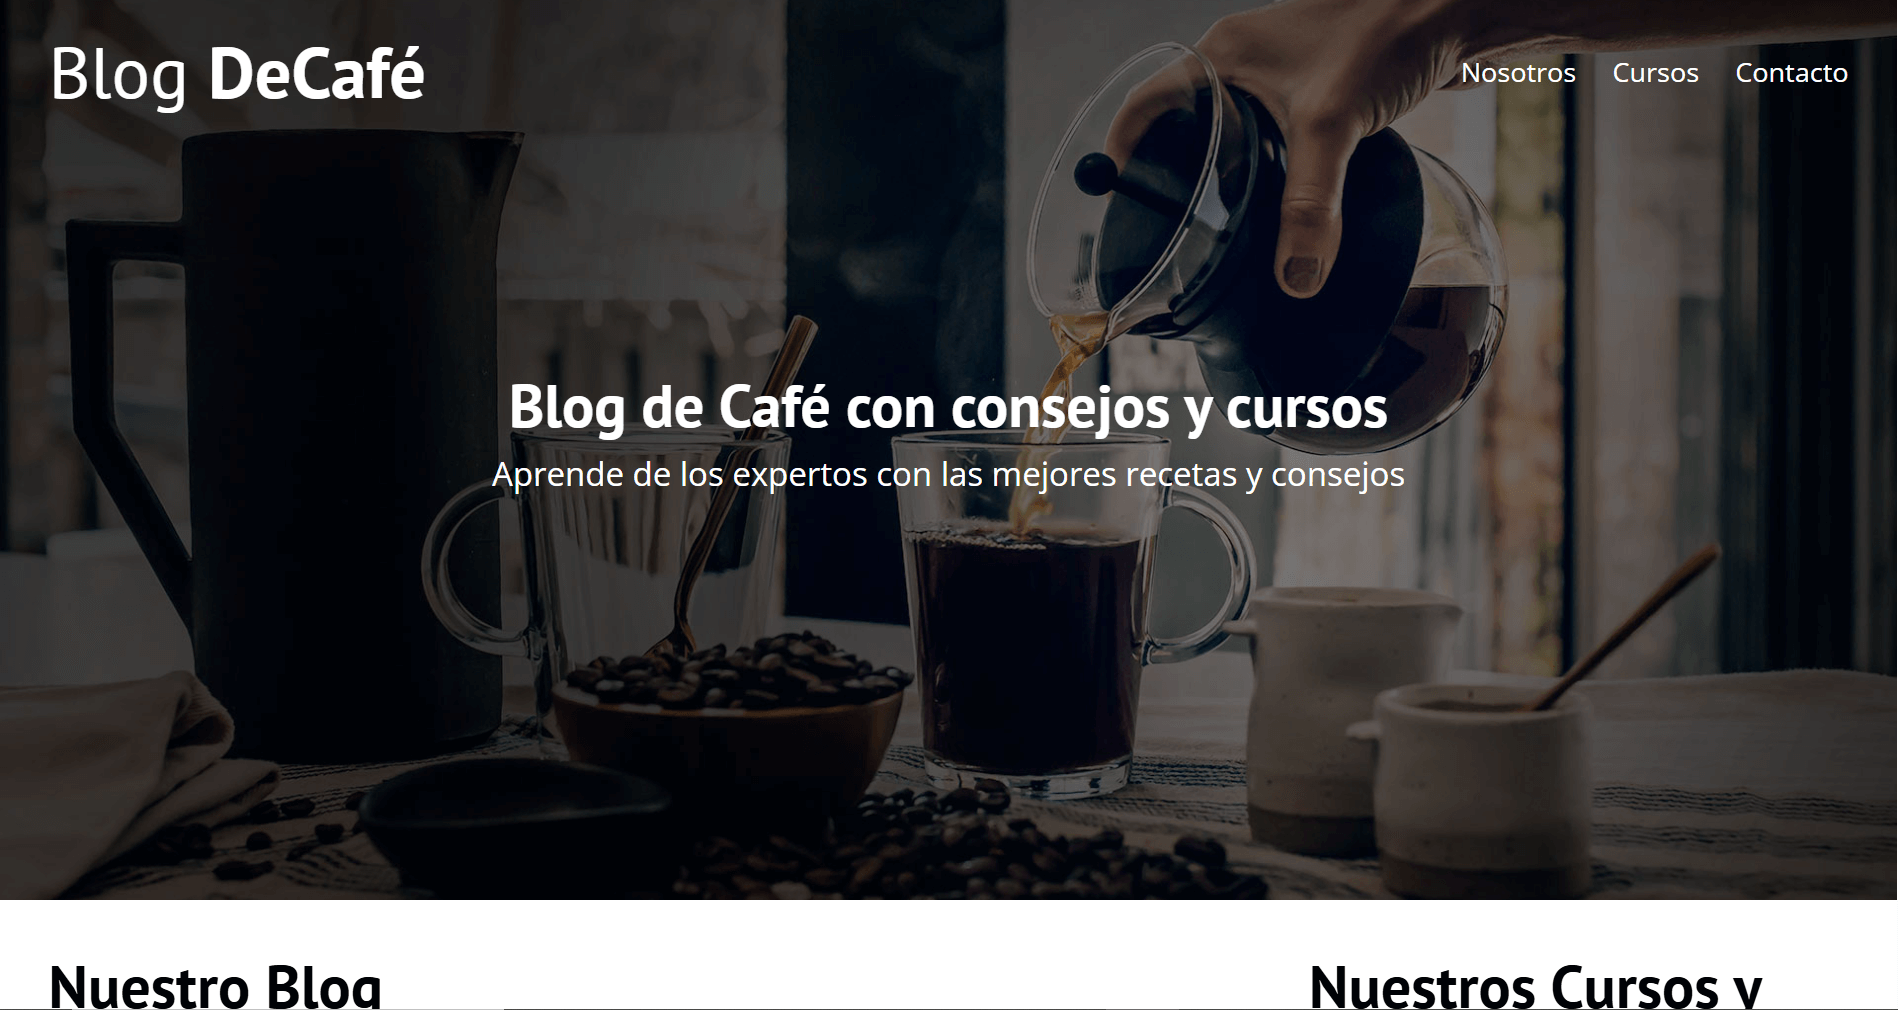 Blog DeCafé
Nosotros Cursos Contacto
Blog de Café con consejos y cursos
Aprende de los expertos con las mejores recetas y consejos
Nuestro Blog
Nuestros Cursos y